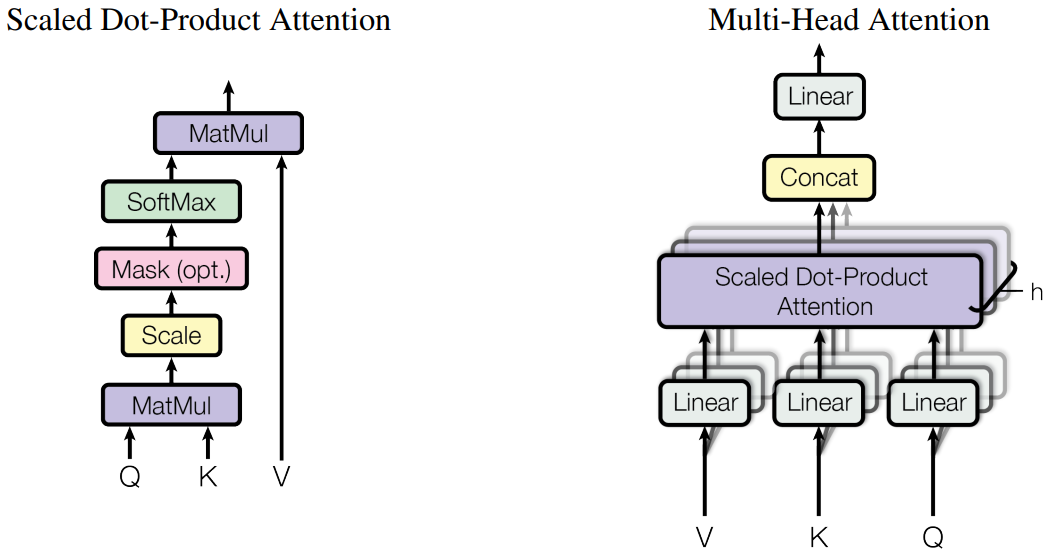 Scaled Dot-Product Attention
MatMul
SoftMax
Mask (opt.)
Scale
MatMul
Q K V
Multi-Head Attention
Linear
Concat
Scaled Dot-Product
Attention
h
Linear Linear Linear
V K Q